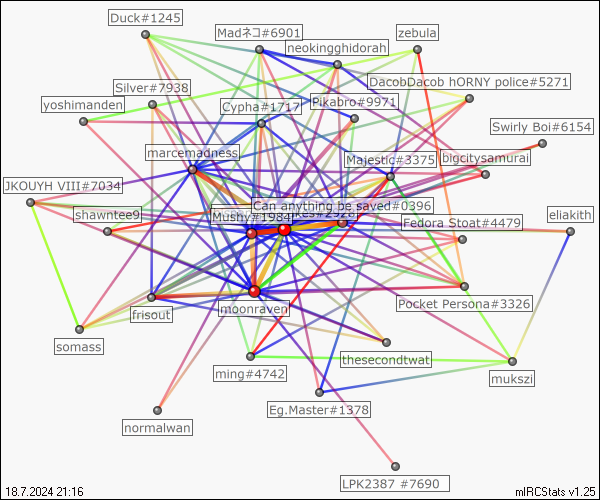 Duck#1245
Madネコ#6901
zebula
neokingghidorah
DacobDacob hORNY police#5271
Silver#7938
yoshimanden
Cypha#1717
Pikabro#9971
Swirly Boi#6154
marcemadness
Majestic#3375
bigcitysamurai
JKOUYH VIII#7034
shawntee9
Can anything be saved#0396
Mushy#1984
Fedora Stoat#4479
eliakith
moonraven
Pocket Persona#3326
frisout
somass
thesecondtwat
ming#4742
mukszi
Eg.Master#1378
normalwan
LPK2387 #7690
18.7.2024 21:16
mIRCStats v1.25